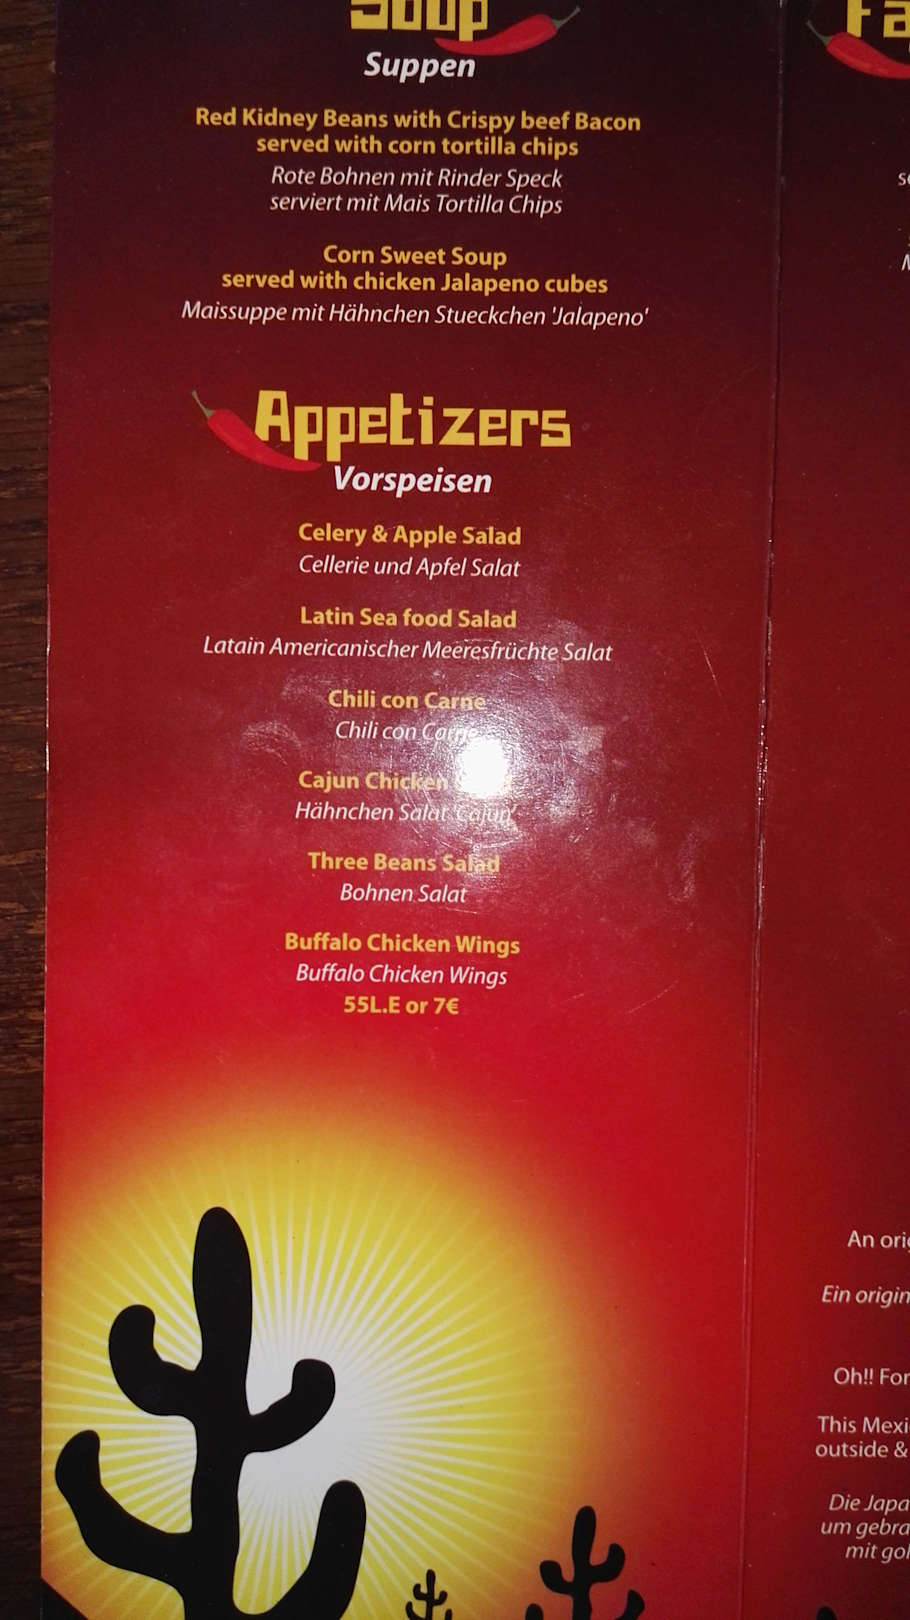 Soup
Suppen
Red Kidney Beans with Crispy beef Bacon
served with corn tortilla chips
Rote Bohnen mit Rinder Speck
serviert mit Mais Tortilla Chips
Corn Sweet Soup
served with chicken Jalapeno cubes
Maissuppe mit Hähnchen Stueckchen 'Jalapeno'
Appetizers
Vorspeisen
Celery & Apple Salad
Cellerie und Apfel Salat
Latin Sea food Salad
Latain Americanischer Meeresfrüchte Salat
Chili con Carne
Chili con Carne
Cajun Chicken
Hähnchen Salat 'Cajun'
Three Beans Salad
Bohnen Salat
Buffalo Chicken Wings
Buffalo Chicken Wings
55L.E or 7€
Fa
An orig
Ein origin
Oh!! For
This Mexi
outside &
Die Japa
um gebra
mit gol